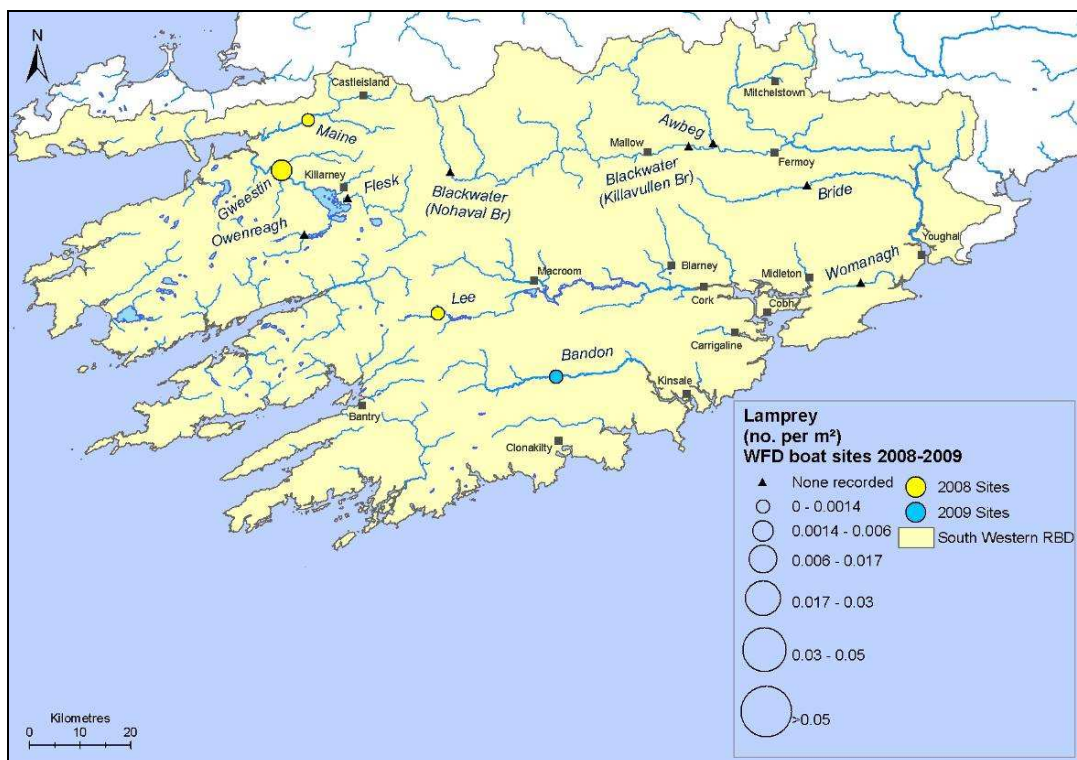 N
Castleisland
Mitchelstown
Maine
Awbeg
Mallow
Fermoy
Gweestin
Killarney
Flesk
Blackwater
(Nohaval Br)
Blackwater
(Killavullen Br)
Bride
Owenreagh
Youghal
Womanagh
Macroom
Blarney
Midleton
Lee
Cork
Cobh
Carrigaline
Bandon
Kinsale
Bantry
Clonakilty
Lamprey
(no. per m²)
WFD boat sites 2008-2009
None recorded
0 - 0.0014
0.0014 - 0.006
0.006 - 0.017
0.017 - 0.03
0.03 - 0.05
>0.05
2008 Sites
2009 Sites
South Western RBD
Kilometres
0 10 20